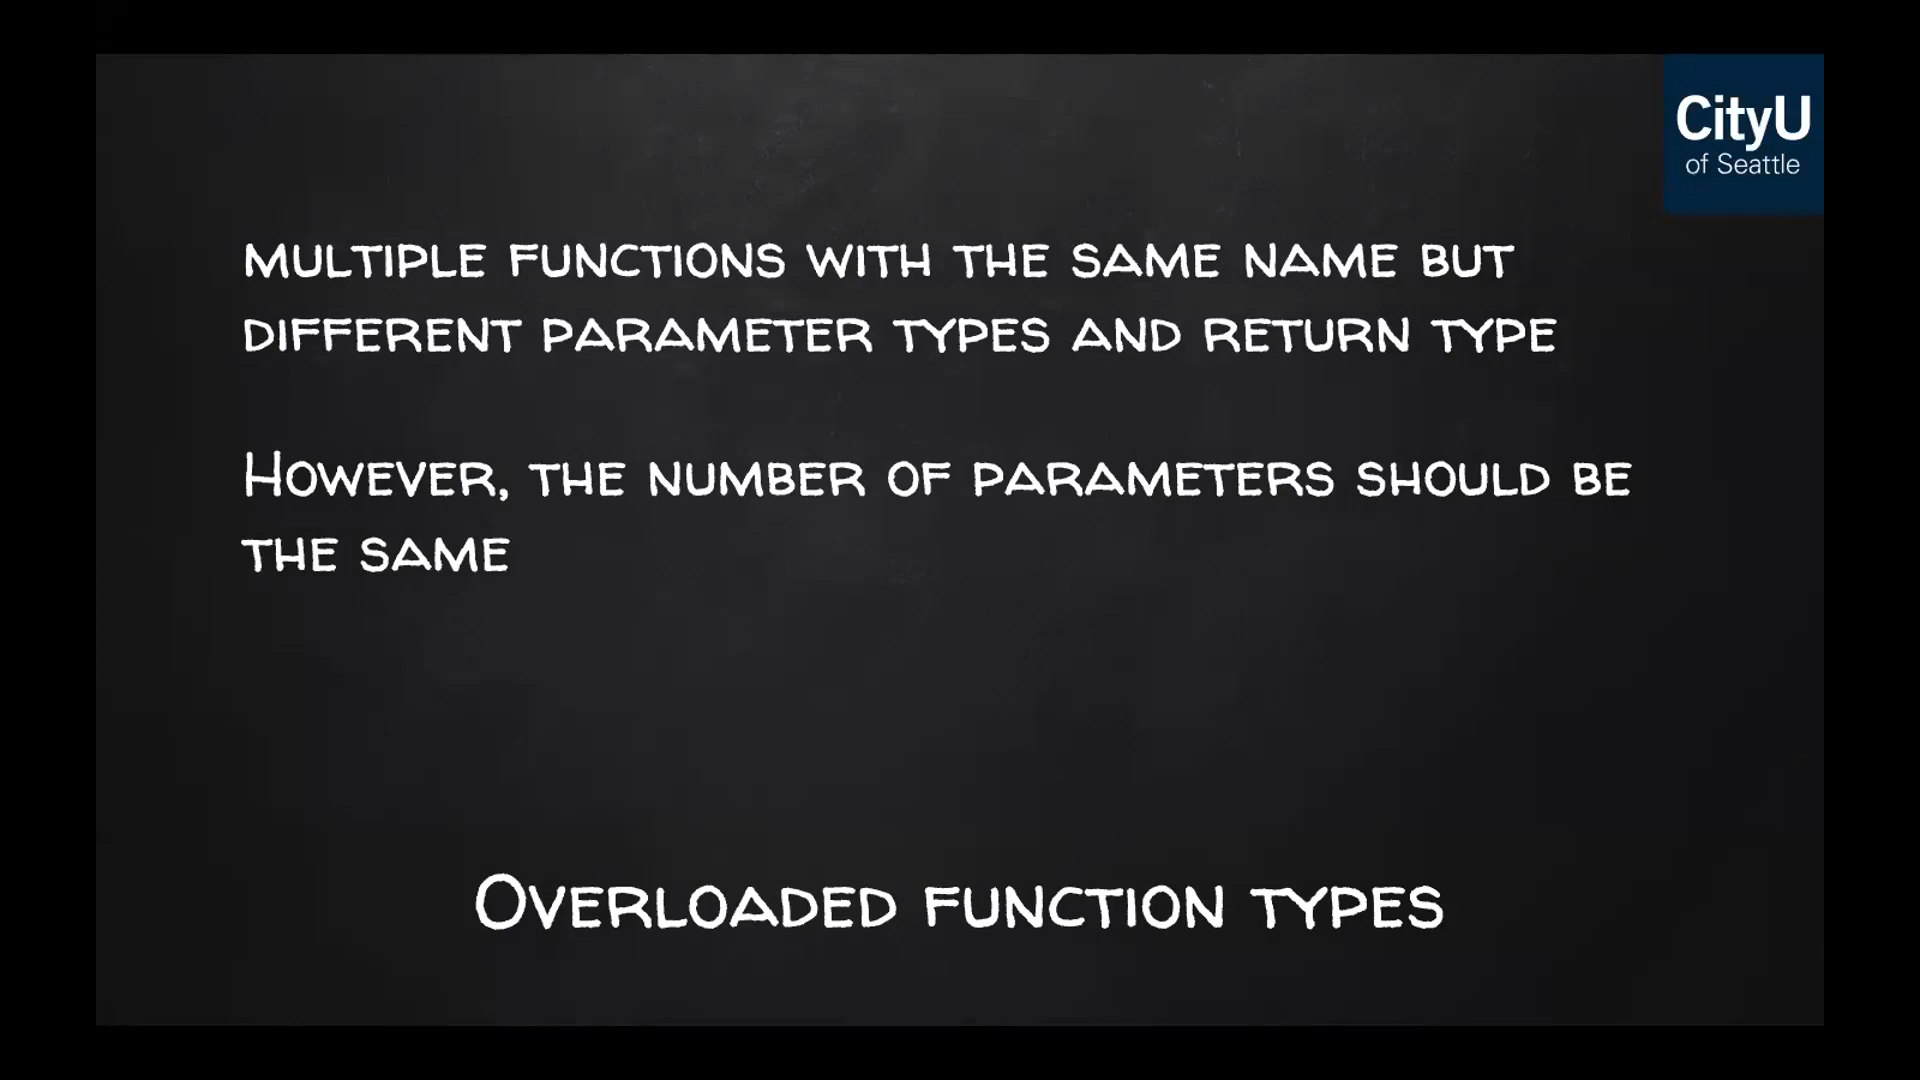 CityU
of Seattle
multiple functions with the same name but
different parameter types and return type
However, the number of parameters should be
the same
Overloaded function types